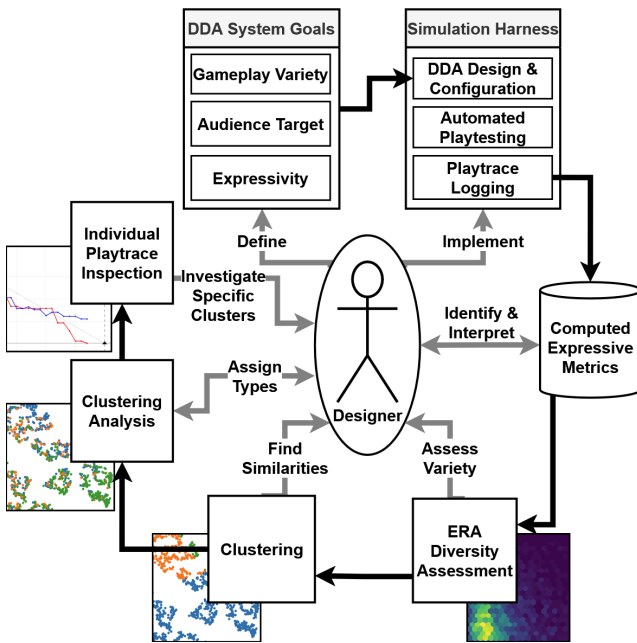 DDA System Goals
Gameplay Variety
Audience Target
Expressivity
Simulation Harness
DDA Design &
Configuration
Automated
Playtesting
Playtrace
Logging
Individual
Playtrace
Inspection
Define
Implement
Investigate
Specific
Clusters
Identify &
Interpret
Computed
Expressive
Metrics
Clustering
Analysis
Assign
Types
Designer
Find
Similarities
Assess
Variety
Clustering
ERA
Diversity
Assessment